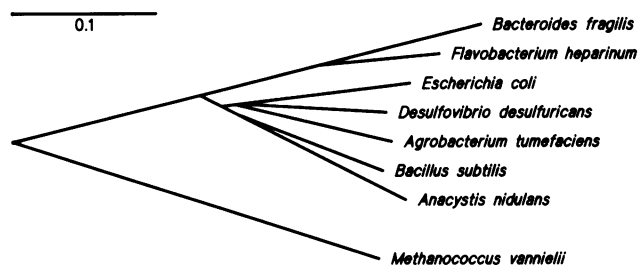 0.1
Bacteroides fragilis
Flavobacterium heparinum
Escherichia coli
Desulfovibrio desulfuricans
Agrobacterium tumefaciens
Bacillus subtilis
Anacystis nidulans
Methanococcus vannielii